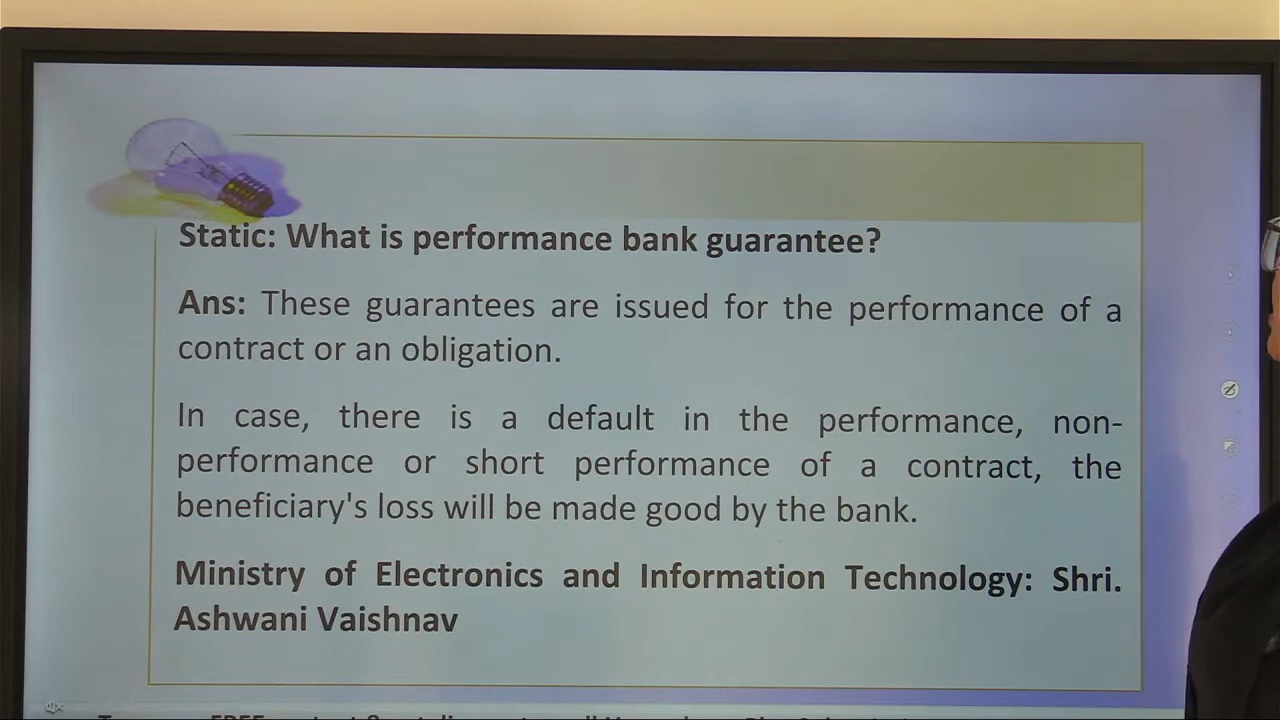 Static: What is performance bank guarantee?
Ans: These guarantees are issued for the performance of a
contract or an obligation.
In case, there is a default in the performance, non-
performance or short performance of a contract, the
beneficiary's loss will be made good by the bank.
Ministry of Electronics and Information Technology: Shri.
Ashwani Vaishnav